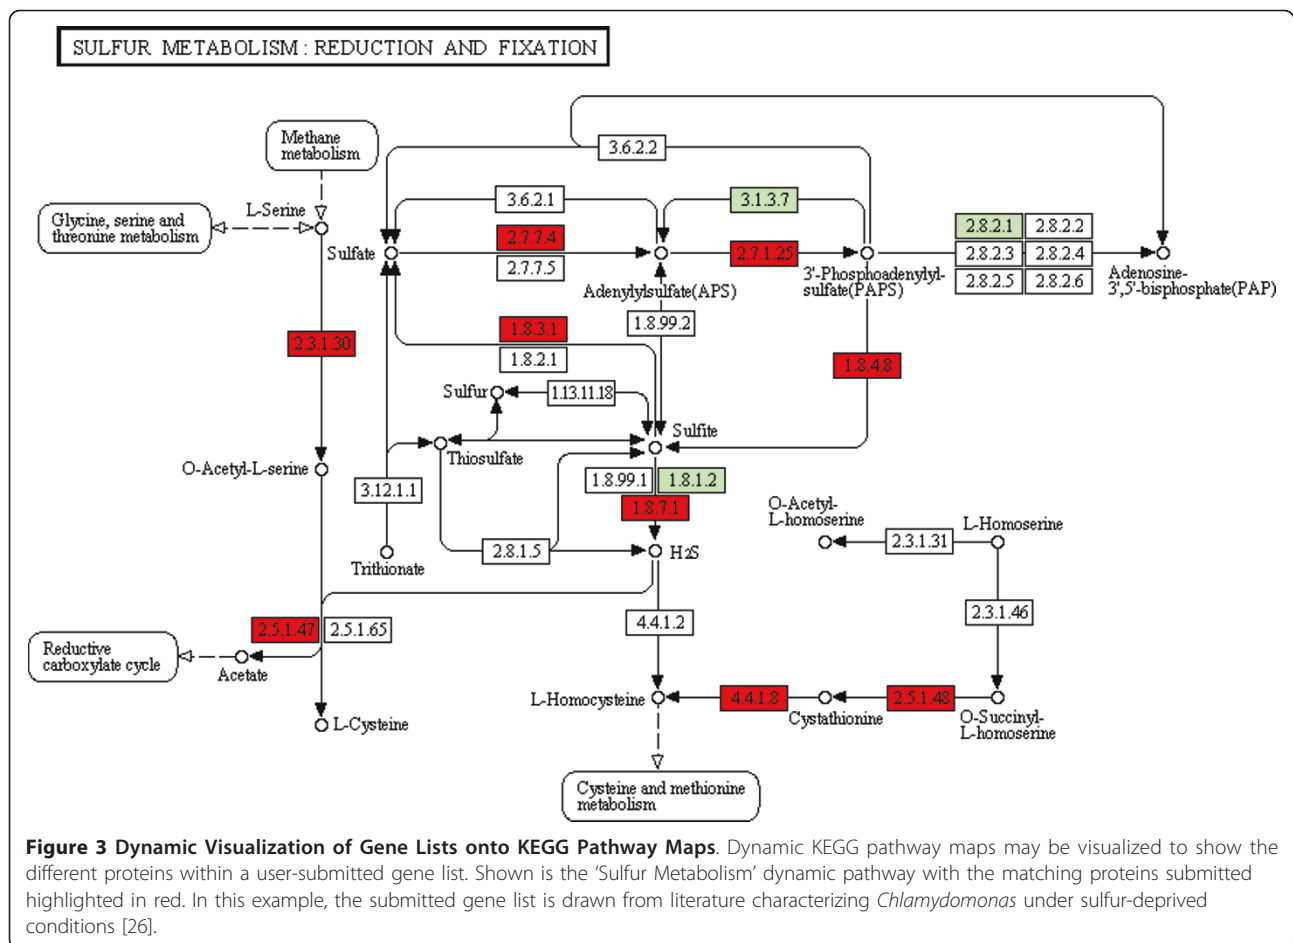 SULFUR METABOLISM : REDUCTION AND FIXATION
Methane
metabolism
3.6.2.2
L-Serine
Glycine, serine and
threonine metabolism
3.6.2.1
3.1.3.7
Sulfate
2.7.7.4
2.7.7.5
2.7.1.25
2.8.2.1
2.8.2.2
2.8.2.3
2.8.2.4
2.8.2.5
2.8.2.6
Adenylylsulfate(APS)
3'-Phosphoadenylyl-
sulfate(PAPS)
Adenosine-
3',5'-bisphosphate(PAP)
1.8.99.2
2.3.1.30
1.8.3.1
1.8.2.1
1.8.4.8
Sulfur
1.13.11.18
Sulfite
Thiosulfate
O-Acetyl-L-serine
3.12.1.1
1.8.99.1
1.8.1.2
1.8.7.1
O-Acetyl-
L-homoserine
L-Homoserine
2.3.1.31
Trithionate
2.8.1.5
H2S
2.5.1.47
2.5.1.65
4.4.1.2
2.3.1.46
Reductive
carboxylate cycle
Acetate
L-Cysteine
L-Homocysteine
4.4.1.8
Cystathionine
2.5.1.48
O-Succinyl-
L-homoserine
Cysteine and methionine
metabolism
Figure 3 Dynamic Visualization of Gene Lists onto KEGG Pathway Maps. Dynamic KEGG pathway maps may be visualized to show the
different proteins within a user-submitted gene list. Shown is the ‘Sulfur Metabolism’ dynamic pathway with the matching proteins submitted
highlighted in red. In this example, the submitted gene list is drawn from literature characterizing Chlamydomonas under sulfur-deprived
conditions [26].